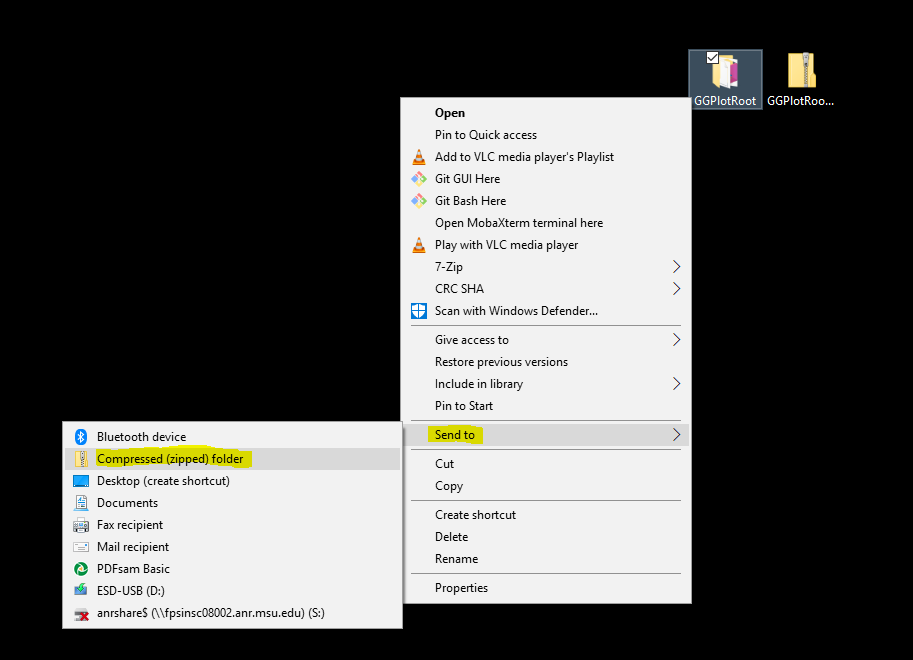 GGPlotRoot
GGPlotRoo...
Open
Pin to Quick access
Add to VLC media player's Playlist
Git GUI Here
Git Bash Here
Open MobaXterm terminal here
Play with VLC media player
7-Zip
CRC SHA
Scan with Windows Defender...
Give access to
Restore previous versions
Include in library
Pin to Start
Send to
Cut
Copy
Create shortcut
Delete
Rename
Properties
Bluetooth device
Compressed (zipped) folder
Desktop (create shortcut)
Documents
Fax recipient
Mail recipient
PDFsam Basic
ESD-USB (D:)
anrshare$ (\\fpsinsc08002.anr.msu.edu) (S:)